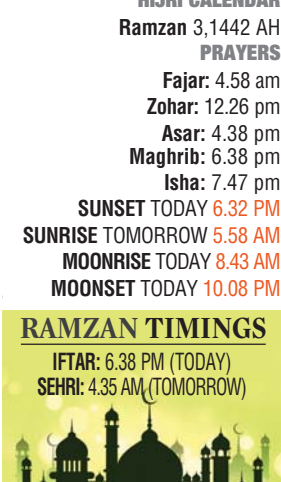 HIJRI CALENDAR
Ramzan 3,1442 AH
PRAYERS
Fajar: 4.58 am
Zohar: 12.26 pm
Asar: 4.38 pm
Maghrib: 6.38 pm
Isha: 7.47 pm
SUNSET TODAY 6.32 PM
SUNRISE TOMORROW 5.58 AM
MOONRISE TODAY 8.43 AM
MOONSET TODAY 10.08 PM
RAMZAN TIMINGS
IFTAR: 6.38 PM (TODAY)
SEHRI: 4.35 AM (TOMORROW)